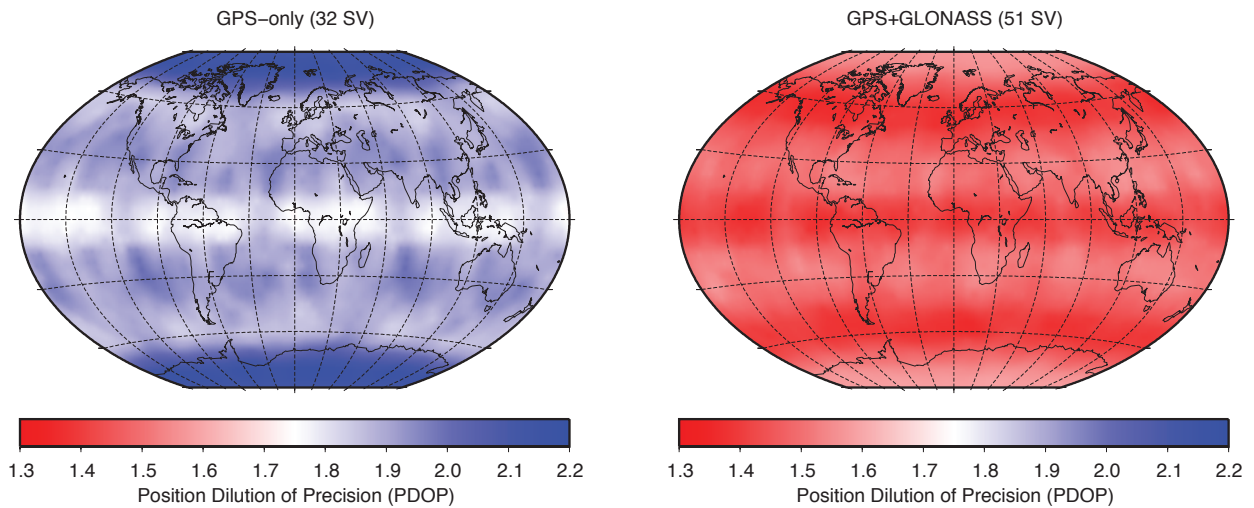 GPS−only (32 SV)
1.3 1.4 1.5 1.6 1.7 1.8 1.9 2.0 2.1 2.2
Position Dilution of Precision (PDOP)
GPS+GLONASS (51 SV)
1.3 1.4 1.5 1.6 1.7 1.8 1.9 2.0 2.1 2.2
Position Dilution of Precision (PDOP)